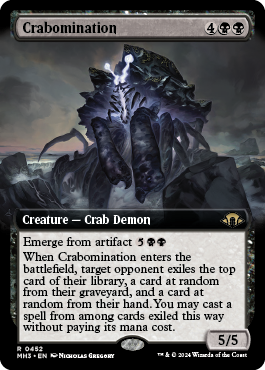 Crabomination 4
Creature — Crab Demon
Emerge from artifact 5
When Crabomination enters the
battlefield, target opponent exiles the top
card of their library, a card at random
from their graveyard, and a card at
random from their hand. You may cast
a spell from among cards exiled this way
without paying its mana cost.
5/5
R 0452
MH3 • EN Nicholas Gregory
™ & © 2024 Wizards of the Coast